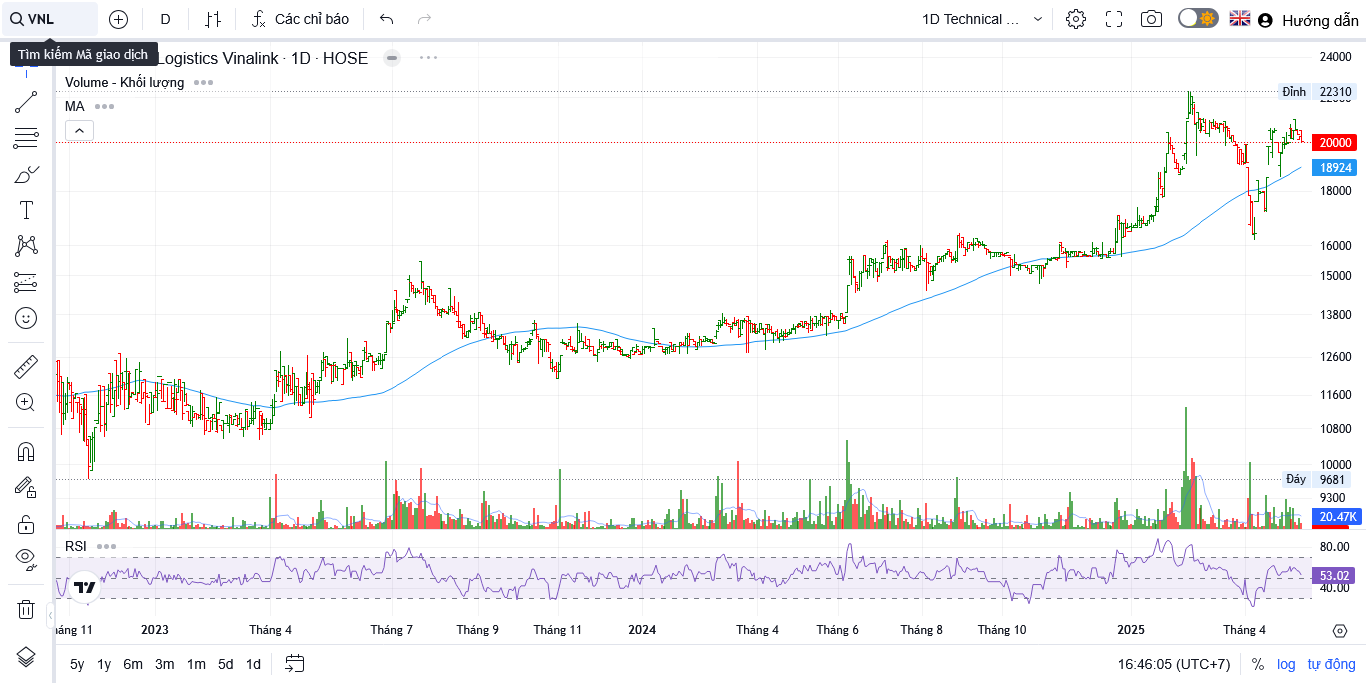 VNL
D
Các chỉ báo
1D Technical ...
Hướng dẫn
Tìm kiếm Mã giao dịch
Logistics Vinalink · 1D · HOSE
Volume - Khối lượng
MA
24000
Đỉnh 22310
20000
18924
18000
16000
15000
13800
12600
11600
10800
10000
Đáy 9681
9300
20.47K
RSI
80.00
53.02
40.00
2023
Tháng 4
Tháng 7
Tháng 9
Tháng 11
2024
Tháng 4
Tháng 6
Tháng 8
Tháng 10
2025
Tháng 4
5y 1y 6m 3m 1m 5d 1d
16:46:05 (UTC+7)
%
log
tự động